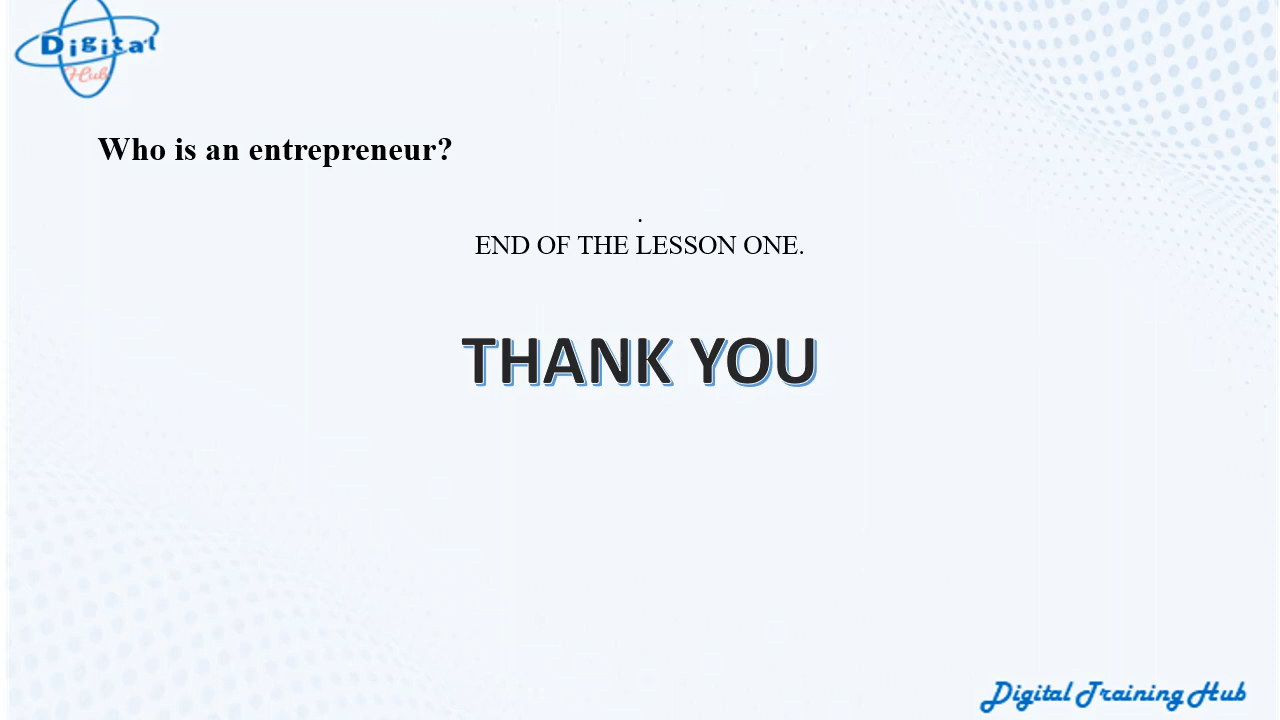 Digital
Hub
Who is an entrepreneur?
.
END OF THE LESSON ONE.
THANK YOU
Digital Training Hub